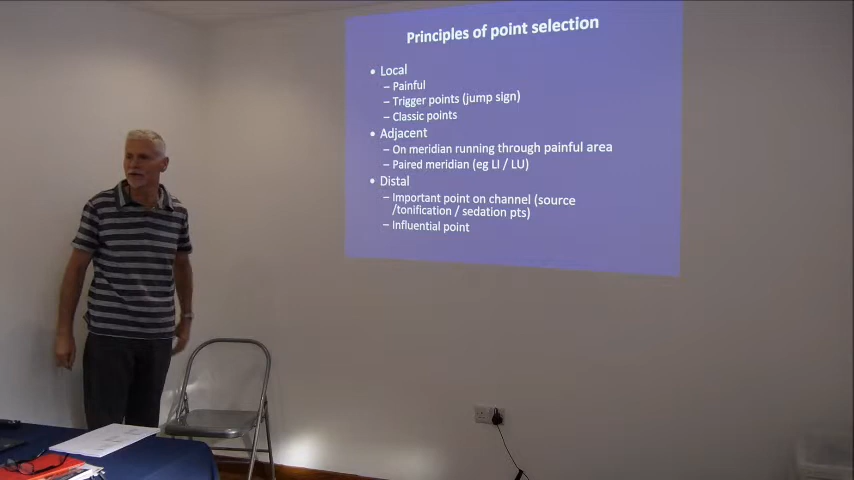 Principles of point selection
• Local
– Painful
– Trigger points (jump sign)
– Classic points
• Adjacent
– On meridian running through painful area
– Paired meridian (eg LI / LU)
• Distal
– Important point on channel (source
/tonification / sedation pts)
– Influential point